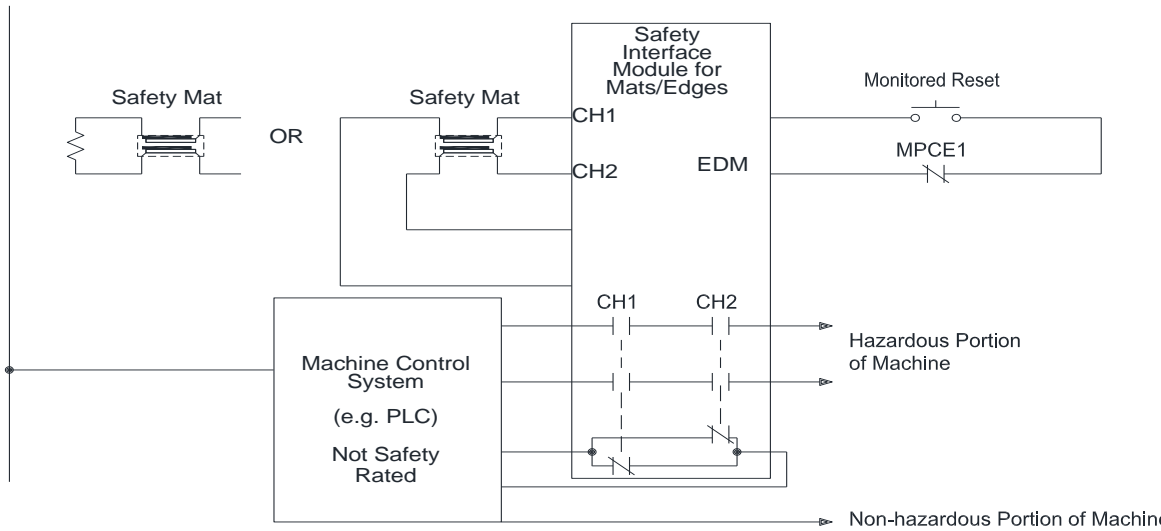 Safety
Interface
Module for
Mats/Edges
Monitored Reset
Safety Mat
Safety Mat
OR
CH1
MPCE1
CH2
EDM
CH1
CH2
Hazardous Portion
of Machine
Machine Control
System
(e.g. PLC)
Not Safety
Rated
Non-hazardous Portion of Machine